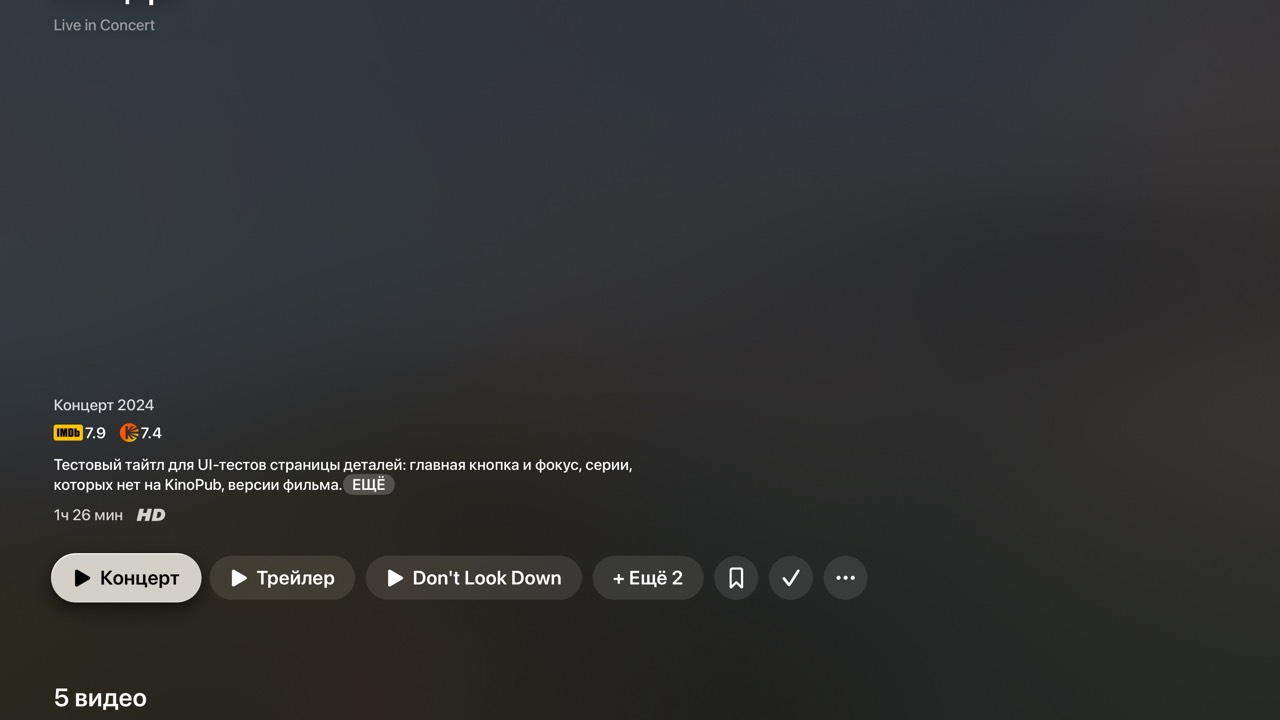 Live in Concert
Концерт 2024
IMDb 7.9 7.4
Тестовый тайтл для UI-тестов страницы деталей: главная кнопка и фокус, серии,
которых нет на KinoPub, версии фильма. ЕЩЁ
1ч 26 мин HD
Концерт Трейлер Don't Look Down + Ещё 2
5 видео